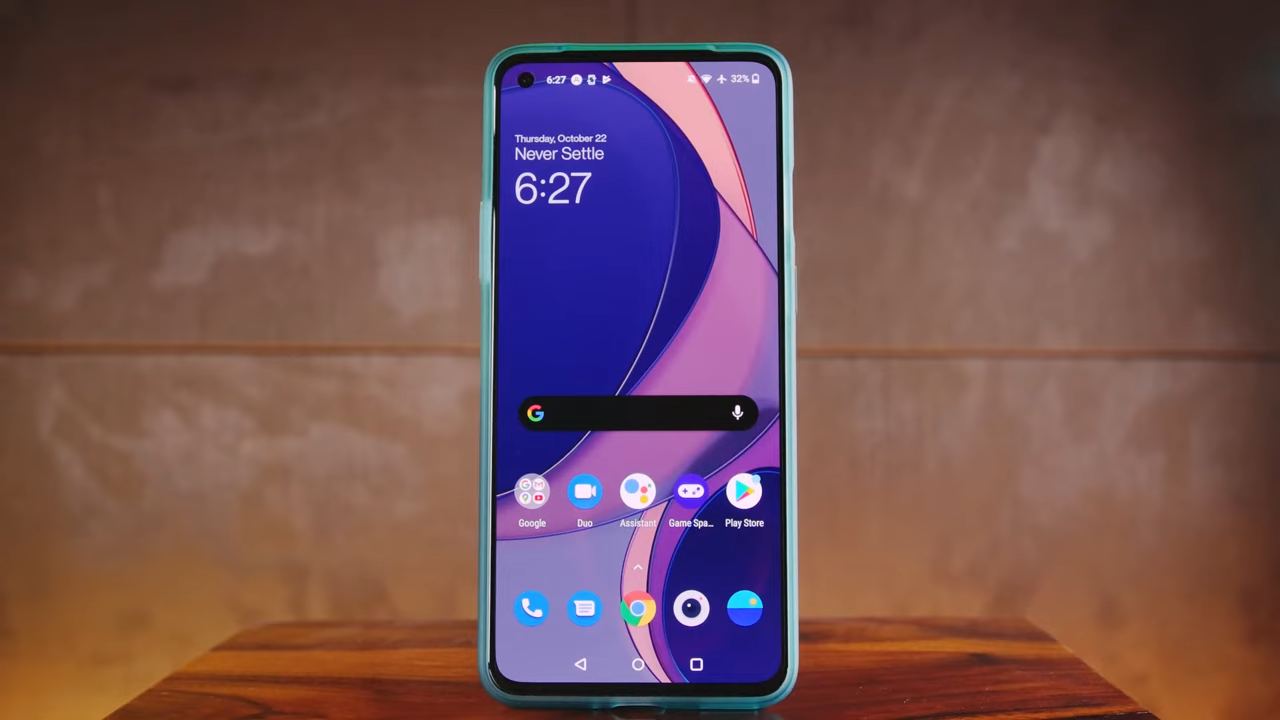 6:27 32%
Thursday, October 22
Never Settle
6:27
Google Duo Assistant Game Spa... Play Store